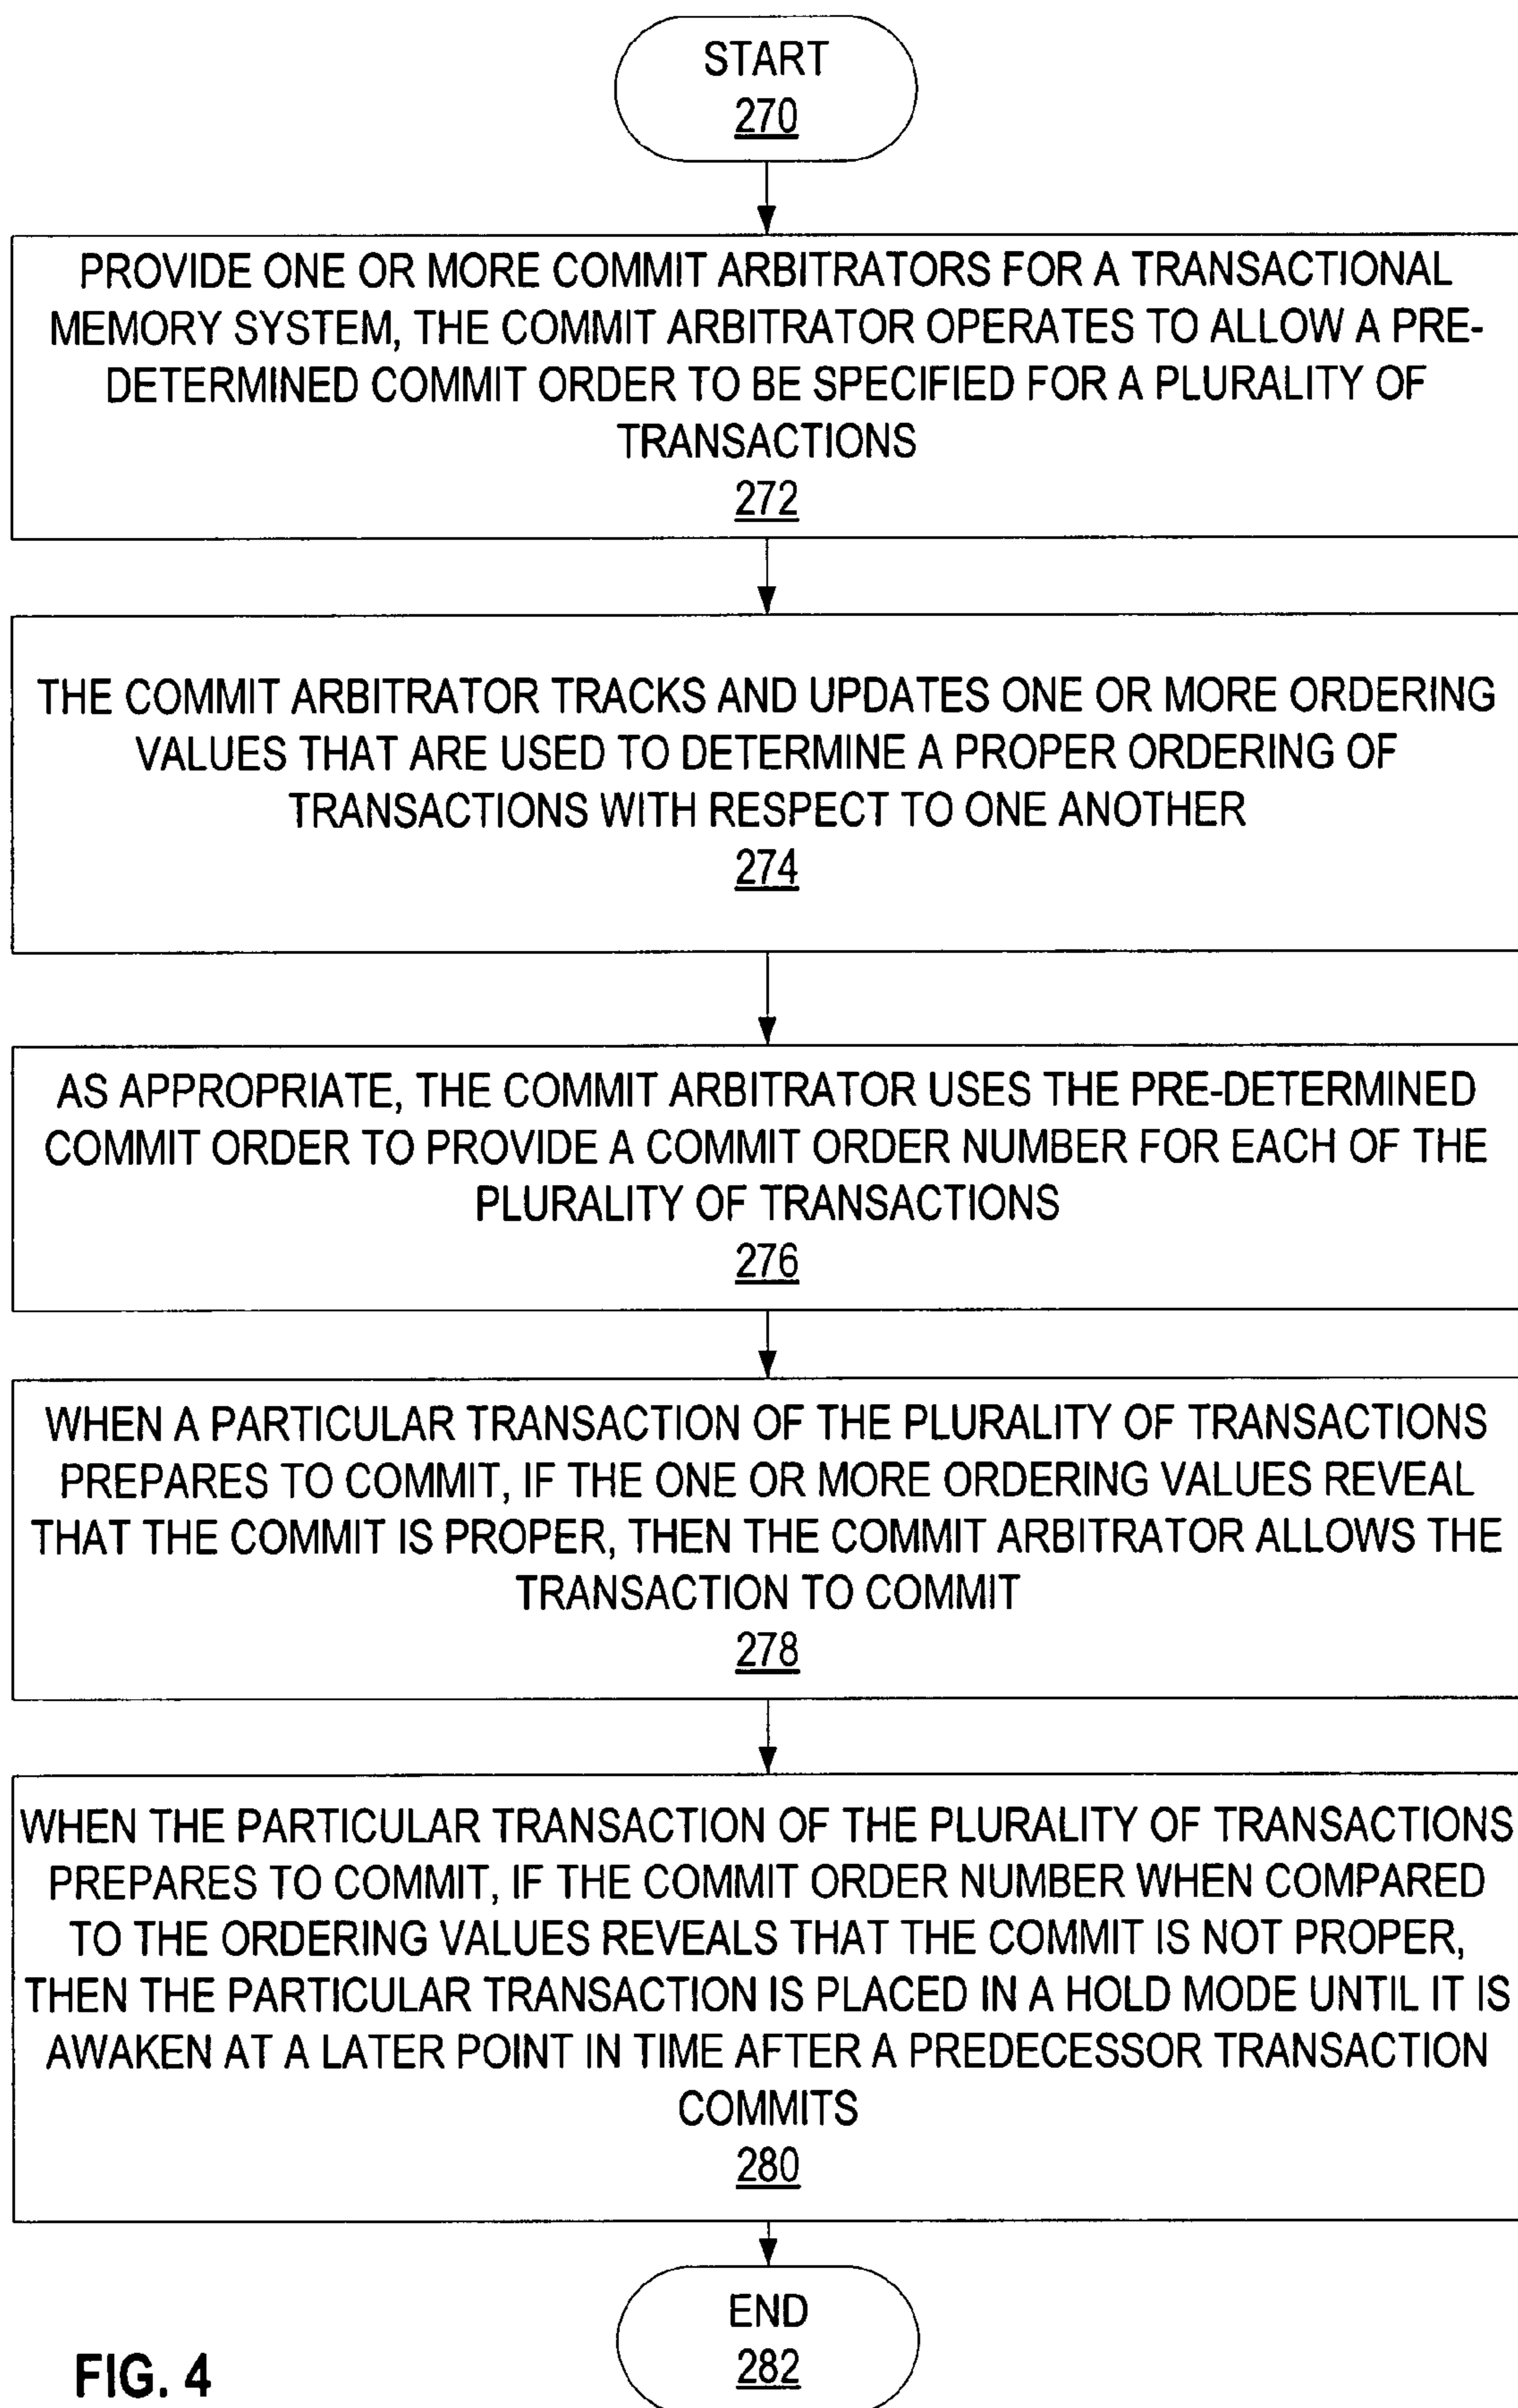 START
270
PROVIDE ONE OR MORE COMMIT ARBITRATORS FOR A TRANSACTIONAL
MEMORY SYSTEM, THE COMMIT ARBITRATOR OPERATES TO ALLOW A PRE-
DETERMINED COMMIT ORDER TO BE SPECIFIED FOR A PLURALITY OF
TRANSACTIONS
272
THE COMMIT ARBITRATOR TRACKS AND UPDATES ONE OR MORE ORDERING
VALUES THAT ARE USED TO DETERMINE A PROPER ORDERING OF
TRANSACTIONS WITH RESPECT TO ONE ANOTHER
274
AS APPROPRIATE, THE COMMIT ARBITRATOR USES THE PRE-DETERMINED
COMMIT ORDER TO PROVIDE A COMMIT ORDER NUMBER FOR EACH OF THE
PLURALITY OF TRANSACTIONS
276
WHEN A PARTICULAR TRANSACTION OF THE PLURALITY OF TRANSACTIONS
PREPARES TO COMMIT, IF THE ONE OR MORE ORDERING VALUES REVEAL
THAT THE COMMIT IS PROPER, THEN THE COMMIT ARBITRATOR ALLOWS THE
TRANSACTION TO COMMIT
278
WHEN THE PARTICULAR TRANSACTION OF THE PLURALITY OF TRANSACTIONS
PREPARES TO COMMIT, IF THE COMMIT ORDER NUMBER WHEN COMPARED
TO THE ORDERING VALUES REVEALS THAT THE COMMIT IS NOT PROPER,
THEN THE PARTICULAR TRANSACTION IS PLACED IN A HOLD MODE UNTIL IT IS
AWAKEN AT A LATER POINT IN TIME AFTER A PREDECESSOR TRANSACTION
COMMITS
280
END
282
FIG. 4